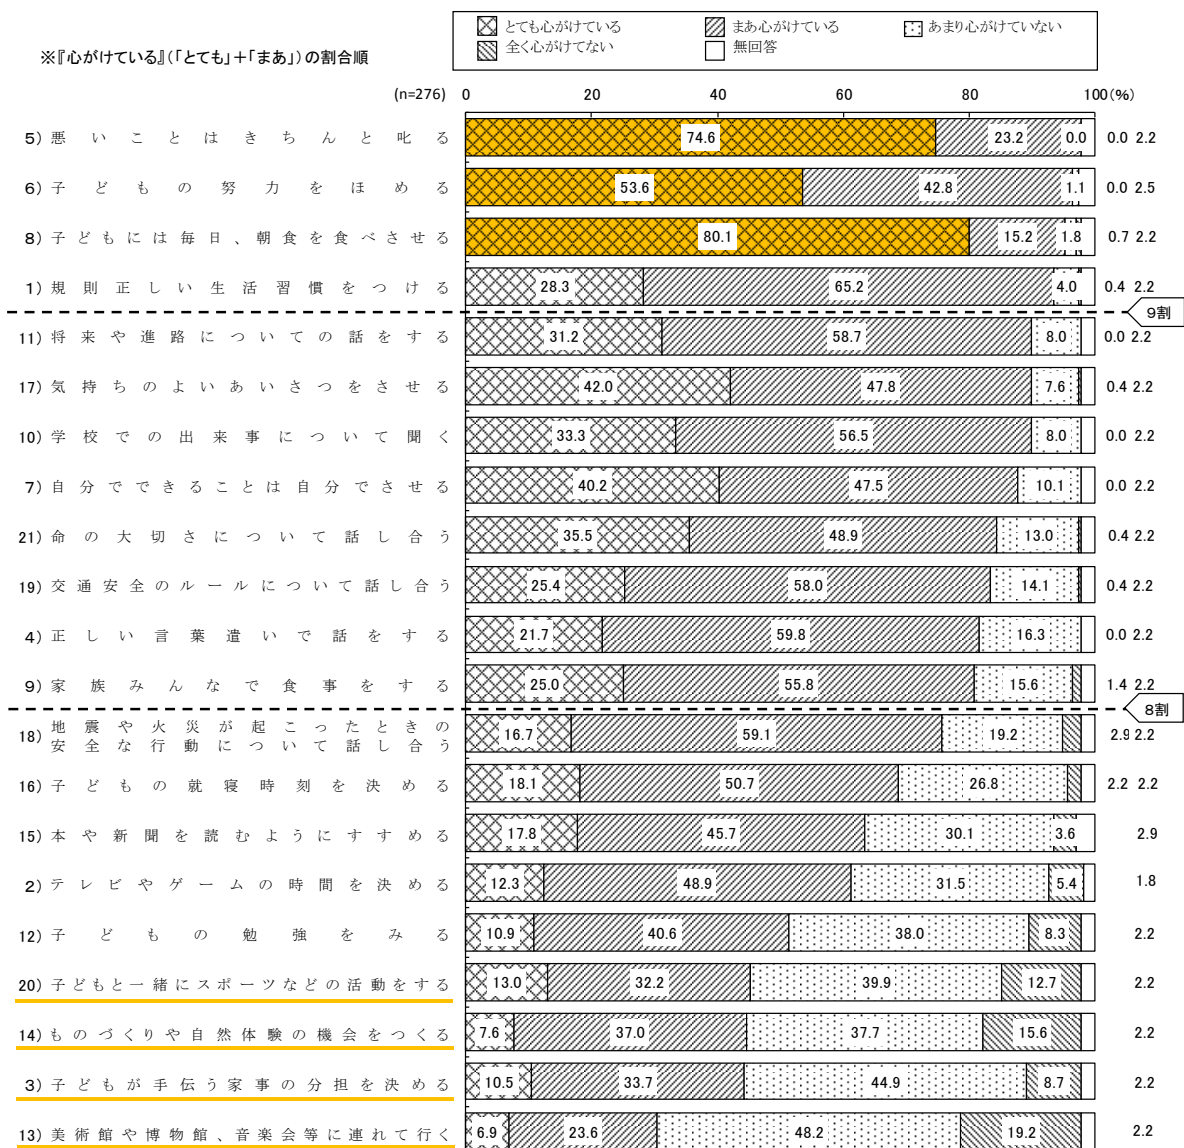 とても心がけている まあ心がけている あまり心がけていない
全く心がけてない 無回答
※『心がけている』(「とても」+「まあ」)の割合順
(n=276) 0 20 40 60 80 100(%)
5) 悪いことはきちんと叱る 74.6 23.2 0.0 0.0 2.2
6) 子どもの努力をほめる 53.6 42.8 1.1 0.0 2.5
8) 子どもには毎日、朝食を食べさせる 80.1 15.2 1.8 0.7 2.2
1) 規則正しい生活習慣をつける 28.3 65.2 4.0 0.4 2.2
9割
11) 将来や進路についての話をする 31.2 58.7 8.0 0.0 2.2
17) 気持ちのよいあいさつをさせる 42.0 47.8 7.6 0.4 2.2
10) 学校での出来事について聞く 33.3 56.5 8.0 0.0 2.2
7) 自分でできることは自分でさせる 40.2 47.5 10.1 0.0 2.2
21) 命の大切さについて話し合う 35.5 48.9 13.0 0.4 2.2
19) 交通安全のルールについて話し合う 25.4 58.0 14.1 0.4 2.2
4) 正しい言葉遣いで話をする 21.7 59.8 16.3 0.0 2.2
9) 家族みんなで食事をする 25.0 55.8 15.6 1.4 2.2
8割
18) 地震や火災が起こったときの
安全な行動について話し合う 16.7 59.1 19.2 2.9 2.2
16) 子どもの就寝時刻を決める 18.1 50.7 26.8 2.2 2.2
15) 本や新聞を読むようにすすめる 17.8 45.7 30.1 3.6 2.9
2) テレビやゲームの時間を決める 12.3 48.9 31.5 5.4 1.8
12) 子どもの勉強をみる 10.9 40.6 38.0 8.3 2.2
20) 子どもと一緒にスポーツなどの活動をする 13.0 32.2 39.9 12.7 2.2
14) ものづくりや自然体験の機会をつくる 7.6 37.0 37.7 15.6 2.2
3) 子どもが手伝う家事の分担を決める 10.5 33.7 44.9 8.7 2.2
13) 美術館や博物館、音楽会等に連れて行く 6.9 23.6 48.2 19.2 2.2